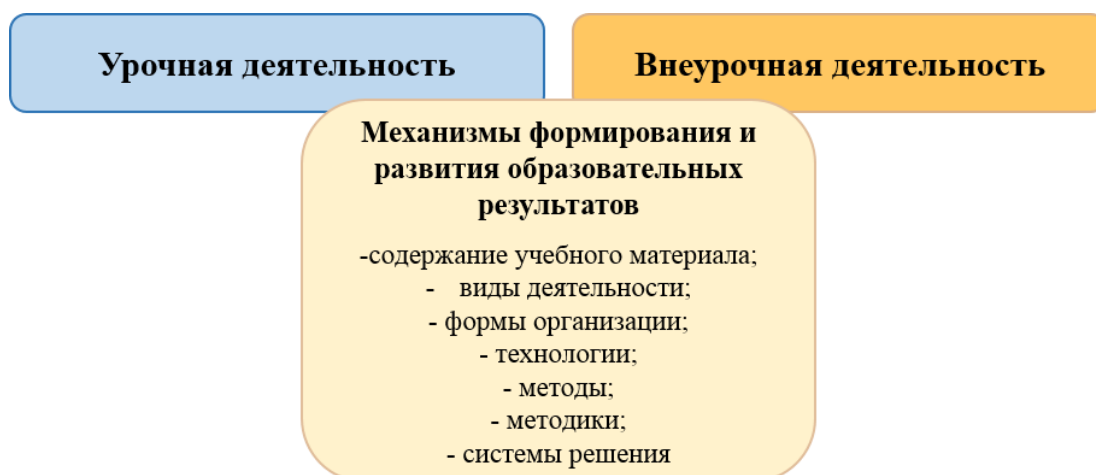 Урочная деятельность
Внеурочная деятельность
Механизмы формирования и
развития образовательных
результатов
-содержание учебного материала;
- виды деятельности;
- формы организации;
- технологии;
- методы;
- методики;
- системы решения